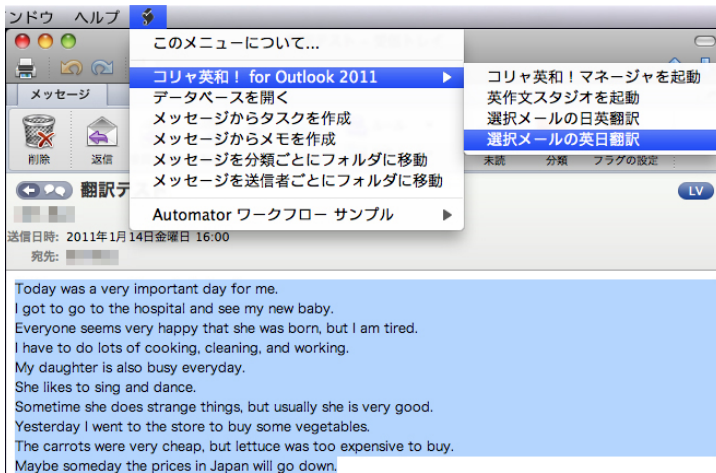 ンドウ ヘルプ
このメニューについて...
コリャ英和！ for Outlook 2011
データベースを開く
メッセージからタスクを作成
メッセージからメモを作成
メッセージを分類ごとにフォルダに移動
メッセージを送信者ごとにフォルダに移動
Automator ワークフロー サンプル
コリャ英和！マネージャを起動
英作文スタジオを起動
選択メールの日英翻訳
選択メールの英日翻訳
メッセージ
削除 返信 未読 分類 フラグの設定
翻訳テス
LV
送信日時: 2011年1月14日金曜日 16:00
宛先:
Today was a very important day for me.
I got to go to the hospital and see my new baby.
Everyone seems very happy that she was born, but I am tired.
I have to do lots of cooking, cleaning, and working.
My daughter is also busy everyday.
She likes to sing and dance.
Sometime she does strange things, but usually she is very good.
Yesterday I went to the store to buy some vegetables.
The carrots were very cheap, but lettuce was too expensive to buy.
Maybe someday the prices in Japan will go down.